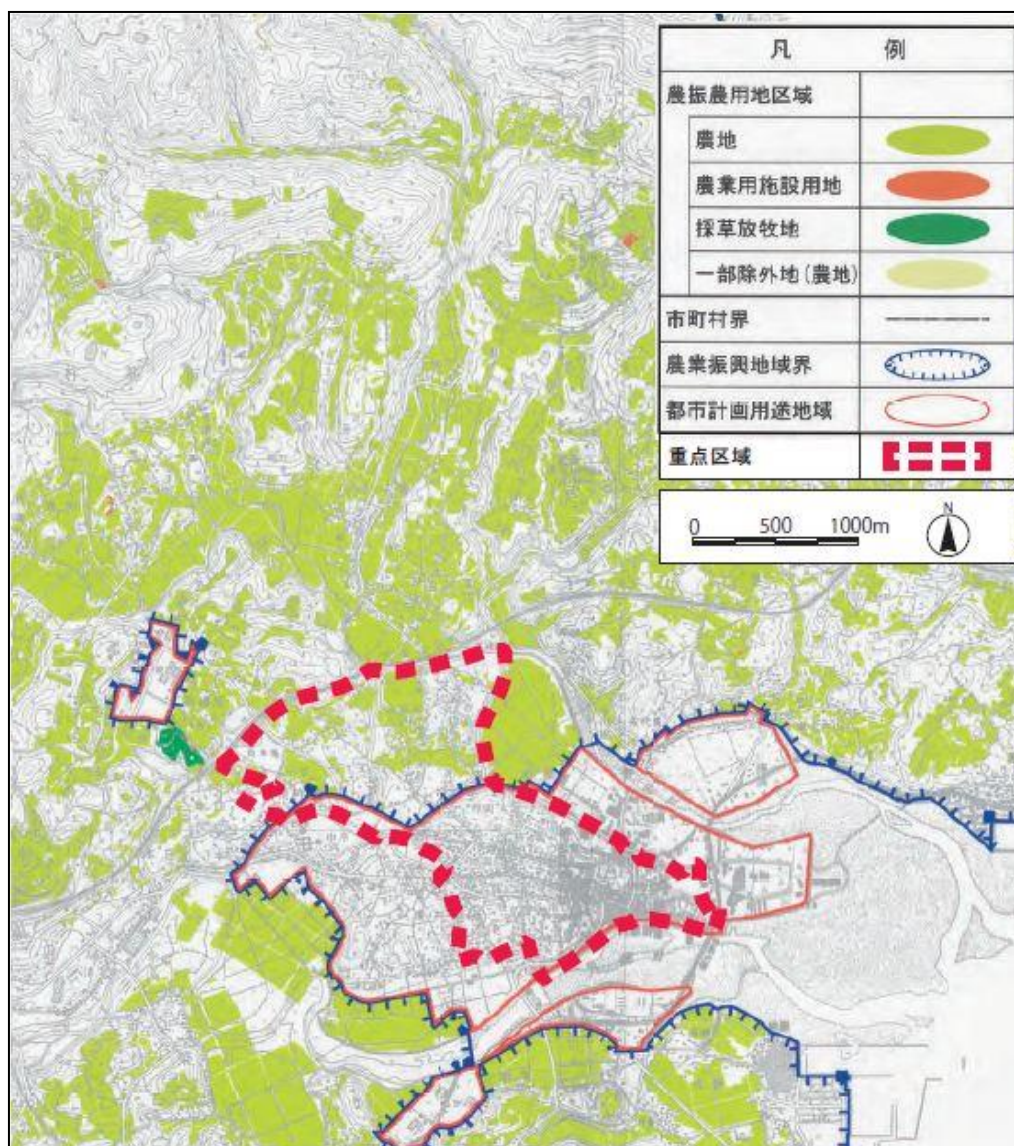 凡 例
農振農用地区域
農地
農業用施設用地
採草放牧地
一部除外地(農地)
市町村界
農業振興地域界
都市計画用途地域
重点区域
0 500 1000m
N